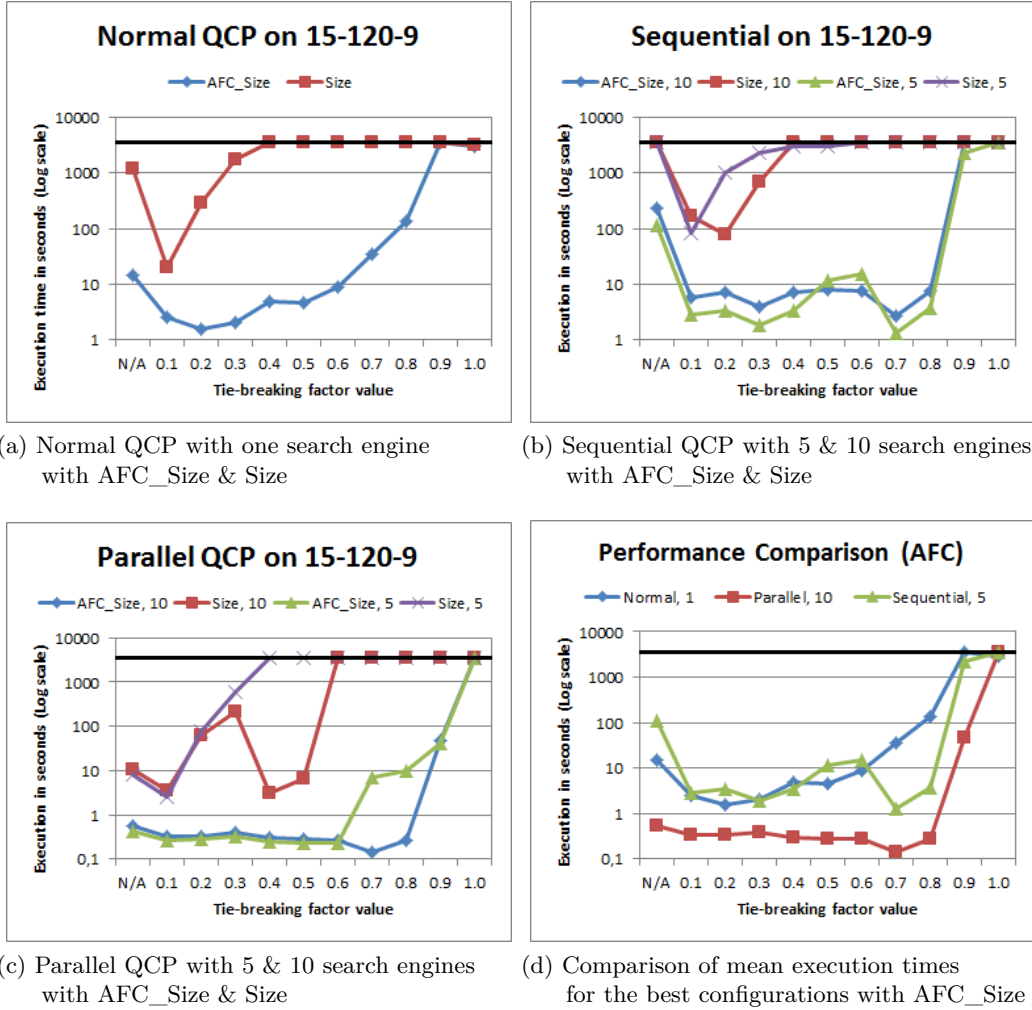 Normal QCP on 15-120-9
AFC_Size Size
Execution time in seconds (Log scale)
10000
1000
100
10
1
N/A 0.1 0.2 0.3 0.4 0.5 0.6 0.7 0.8 0.9 1.0
Tie-breaking factor value
(a) Normal QCP with one search engine
with AFC_Size & Size
Sequential on 15-120-9
AFC_Size, 10 Size, 10 AFC_Size, 5 Size, 5
Execution in seconds (Log scale)
10000
1000
100
10
1
N/A 0.1 0.2 0.3 0.4 0.5 0.6 0.7 0.8 0.9 1.0
Tie-breaking factor value
(b) Sequential QCP with 5 & 10 search engines
with AFC_Size & Size
Parallel QCP on 15-120-9
AFC_Size, 10 Size, 10 AFC_Size, 5 Size, 5
Execution in seconds (Log scale)
10000
1000
100
10
1
0,1
N/A 0.1 0.2 0.3 0.4 0.5 0.6 0.7 0.8 0.9 1.0
Tie-breaking factor value
(c) Parallel QCP with 5 & 10 search engines
with AFC_Size & Size
Performance Comparison (AFC)
Normal, 1 Parallel, 10 Sequential, 5
Execution in seconds (Log scale)
10000
1000
100
10
1
0,1
N/A 0.1 0.2 0.3 0.4 0.5 0.6 0.7 0.8 0.9 1.0
Tie-breaking factor value
(d) Comparison of mean execution times
for the best configurations with AFC_Size